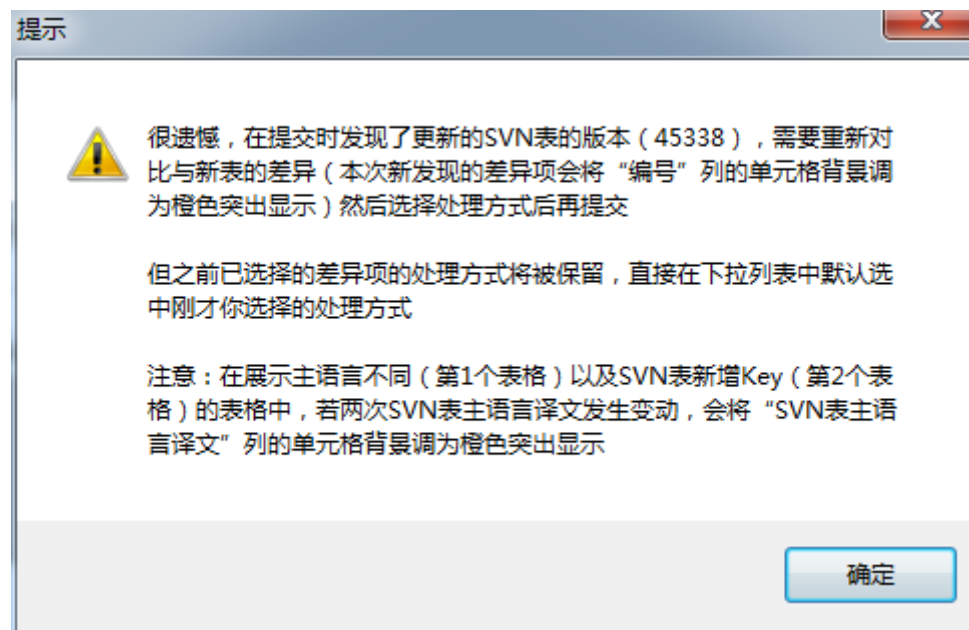 提示
很遗憾，在提交时发现了更新的SVN表的版本（45338），需要重新对
比与新表的差异（本次新发现的差异项会将“编号”列的单元格背景调
为橙色突出显示）然后选择处理方式后再提交
但之前已选择的差异项的处理方式将被保留，直接在下拉列表中默认选
中刚才你选择的处理方式
注意：在展示主语言不同（第1个表格）以及SVN表新增Key（第2个表
格）的表格中，若两次SVN表主语言译文发生变动，会将“SVN表主语
言译文”列的单元格背景调为橙色突出显示
确定